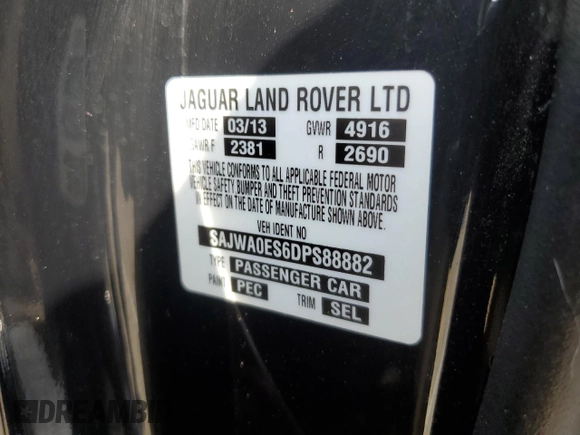 JAGUAR LAND ROVER LTD
MFD DATE 03/13 GVWR 4916
GAWR F 2381 R 2690
THIS VEHICLE CONFORMS TO ALL APPLICABLE FEDERAL MOTOR
VEHICLE SAFETY BUMPER AND THEFT PREVENTION STANDARDS
IN EFFECT ON THE DATE OF MANUFACTURE SHOWN ABOVE.
VEH IDENT NO
SAJWA0ES6DPS88882
TYPE PASSENGER CAR
PAINT PEC TRIM SEL